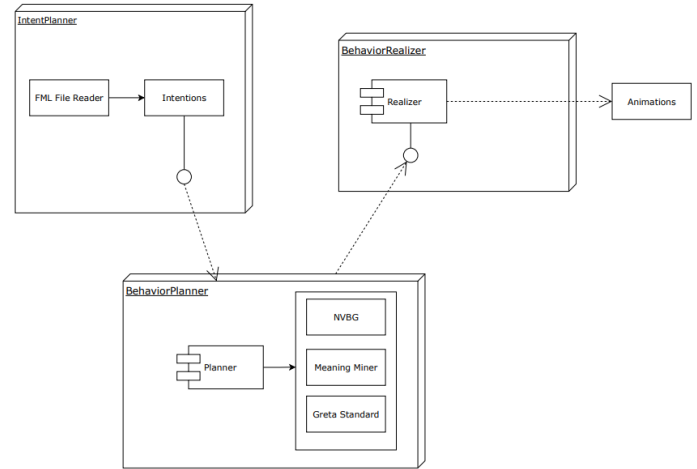 IntentPlanner
FML File Reader
Intentions
BehaviorRealizer
Realizer
Animations
BehaviorPlanner
NVBG
Planner
Meaning Miner
Greta Standard